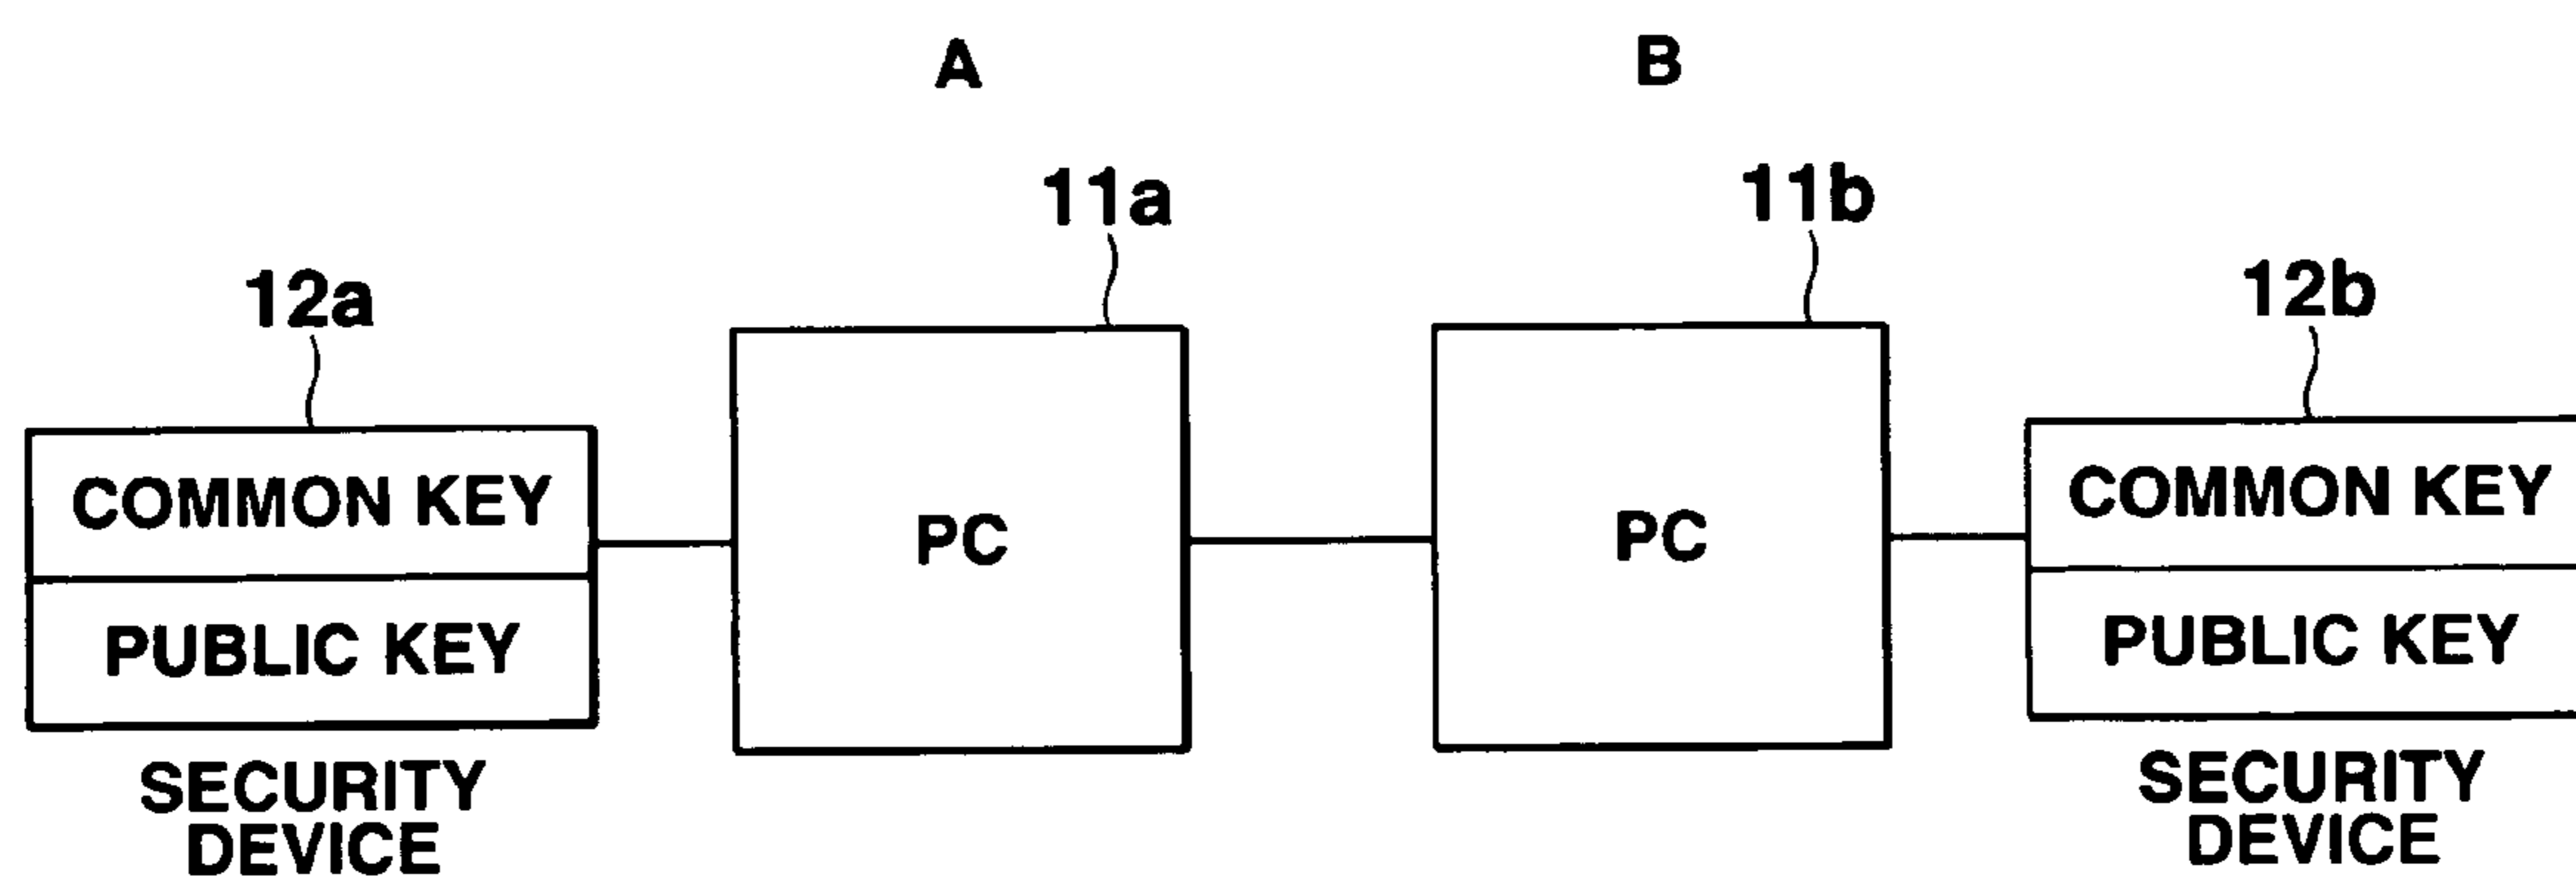 A
B
11a
11b
12a
12b
COMMON KEY
PUBLIC KEY
PC
PC
COMMON KEY
PUBLIC KEY
SECURITY
DEVICE
SECURITY
DEVICE